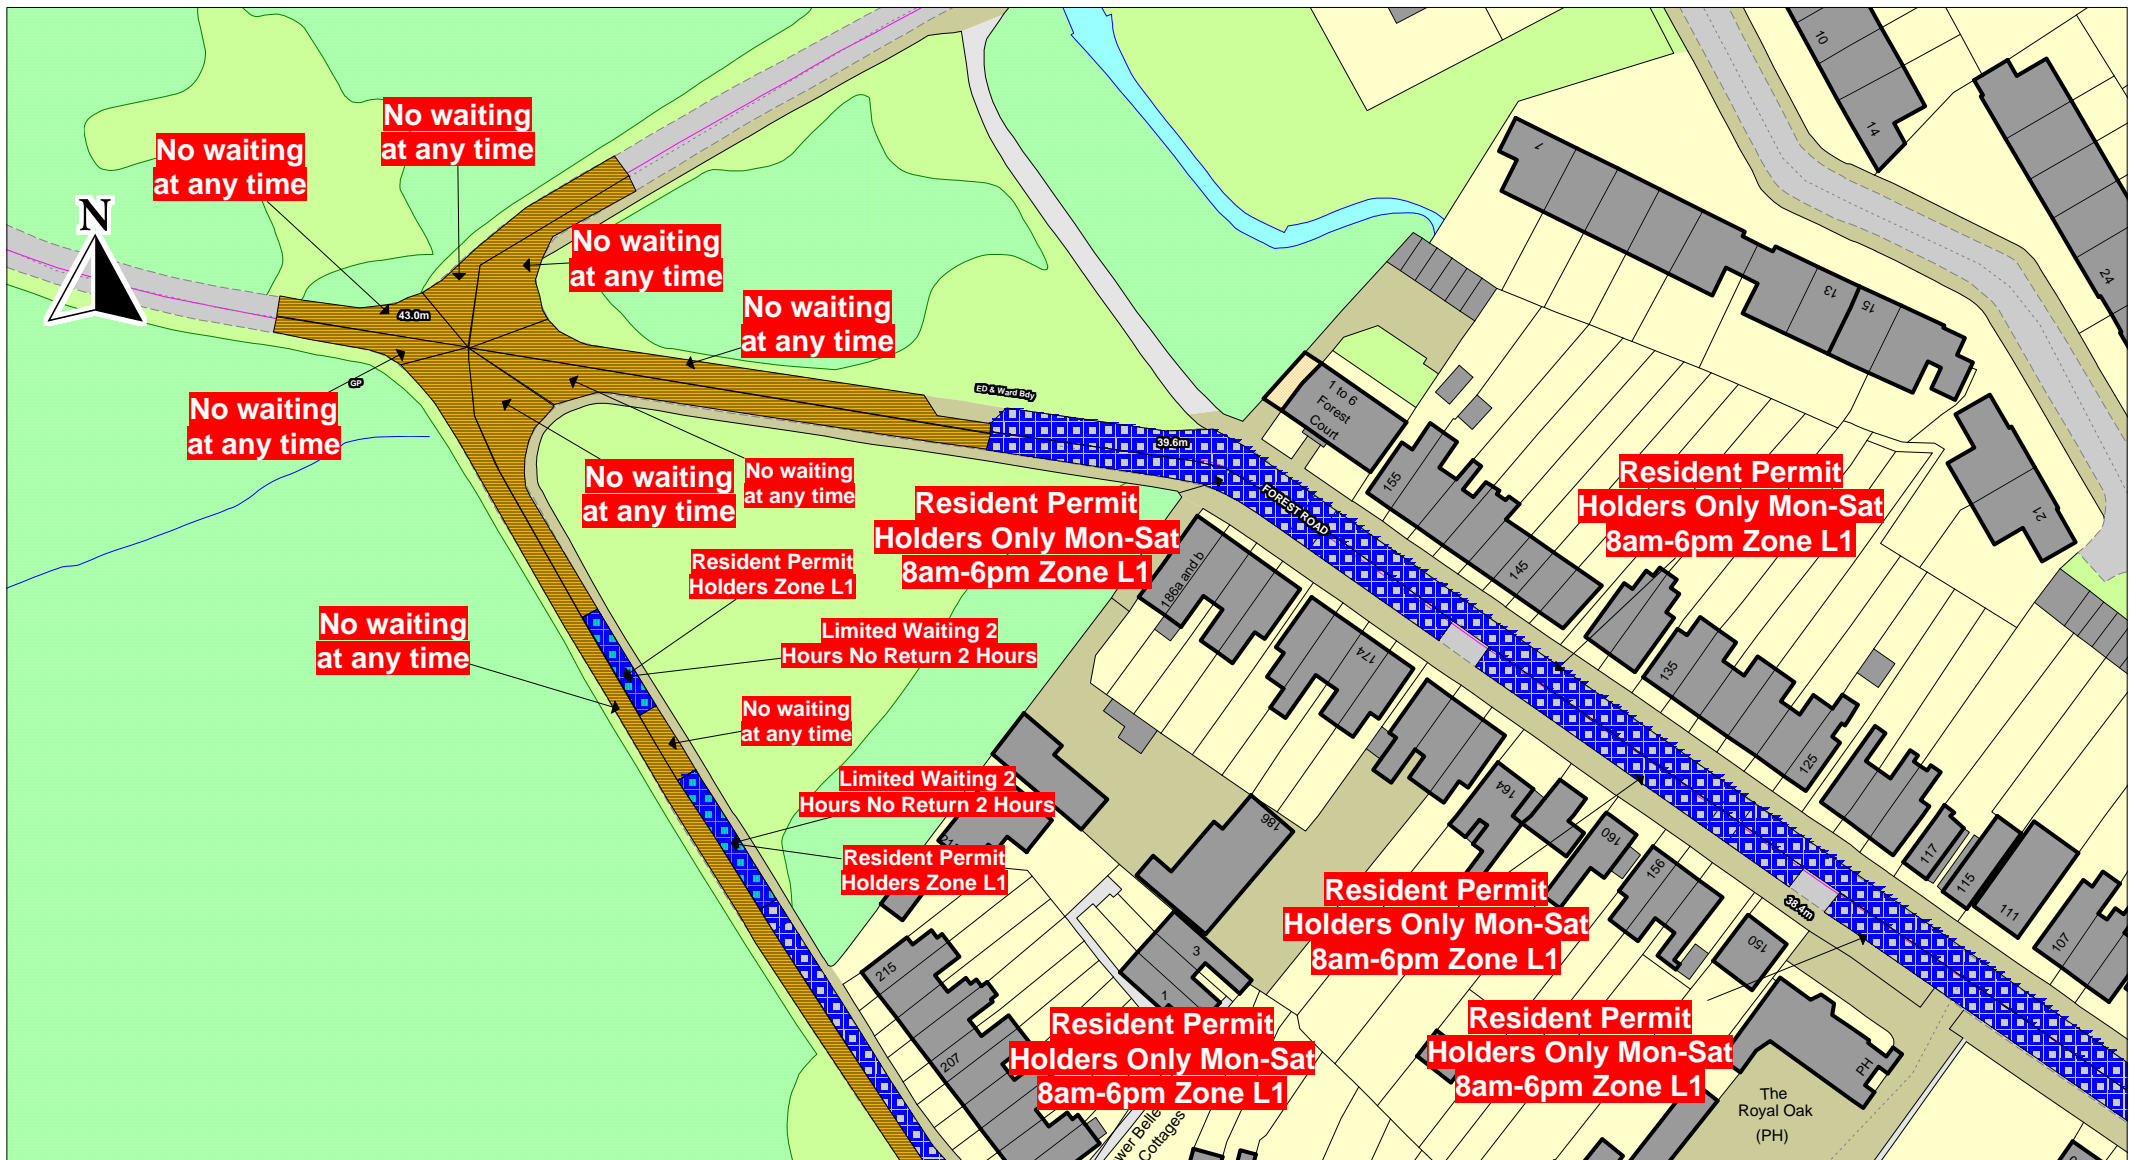 10
14
No waiting
at any time
No waiting
at any time
7
N
No waiting
at any time
24
13
15
No waiting
at any time
43.0m
GP
ED & Ward Bdy
1 to 6
Forest
Court
No waiting
at any time
39.6m
155
FOREST ROAD
No waiting
at any time
No waiting
at any time
Resident Permit
Holders Only Mon-Sat
8am-6pm Zone L1
Resident Permit
Holders Only Mon-Sat
8am-6pm Zone L1
21
145
186a and b
Resident Permit
Holders Zone L1
No waiting
at any time
Limited Waiting 2
Hours No Return 2 Hours
174
135
125
No waiting
at any time
Limited Waiting 2
Hours No Return 2 Hours
164
186
160
156
117
115
111
107
Resident Permit
Holders Zone L1
Resident Permit
Holders Only Mon-Sat
8am-6pm Zone L1
38.4m
150
3
1
215
207
Resident Permit
Holders Only Mon-Sat
8am-6pm Zone L1
Resident Permit
Holders Only Mon-Sat
8am-6pm Zone L1
PH
The
Royal Oak
(PH)
Cottages